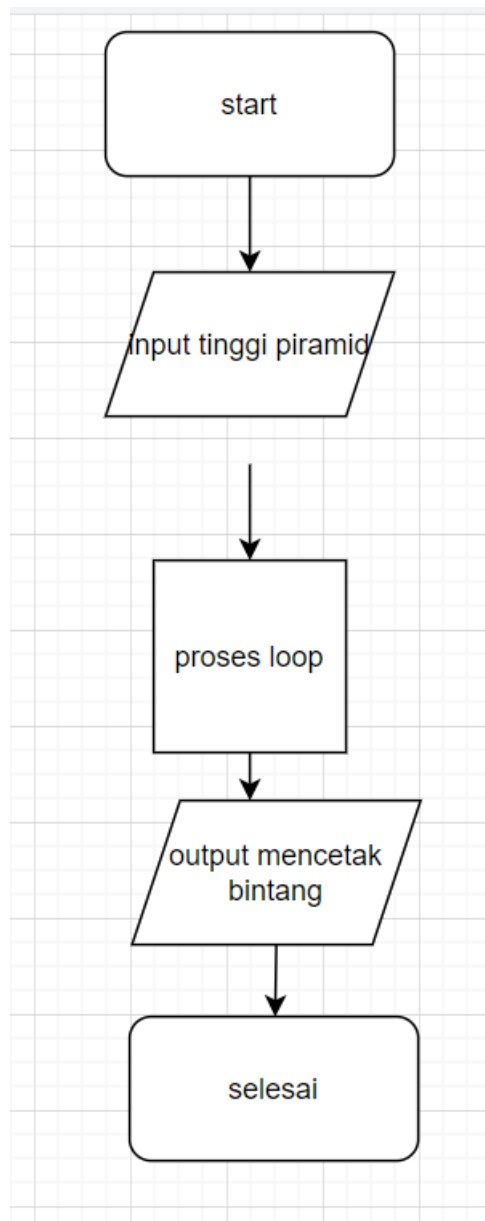 start
input tinggi piramid
proses loop
output mencetak
bintang
selesai